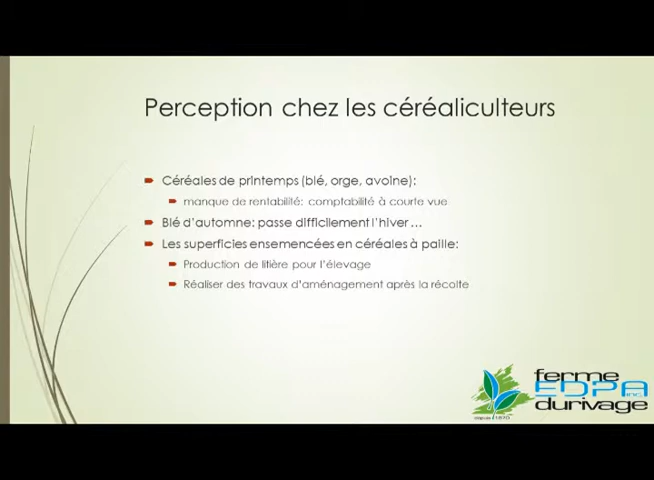 Perception chez les céréaliculteurs
Céréales de printemps (blé, orge, avoine):
manque de rentabilité: comptabilité à courte vue
Blé d'automne: passe difficilement l'hiver …
Les superficies ensemencées en céréales à paille:
Production de litière pour l'élevage
Réaliser des travaux d'aménagement après la récolte
ferme
EDPA inc.
durivage